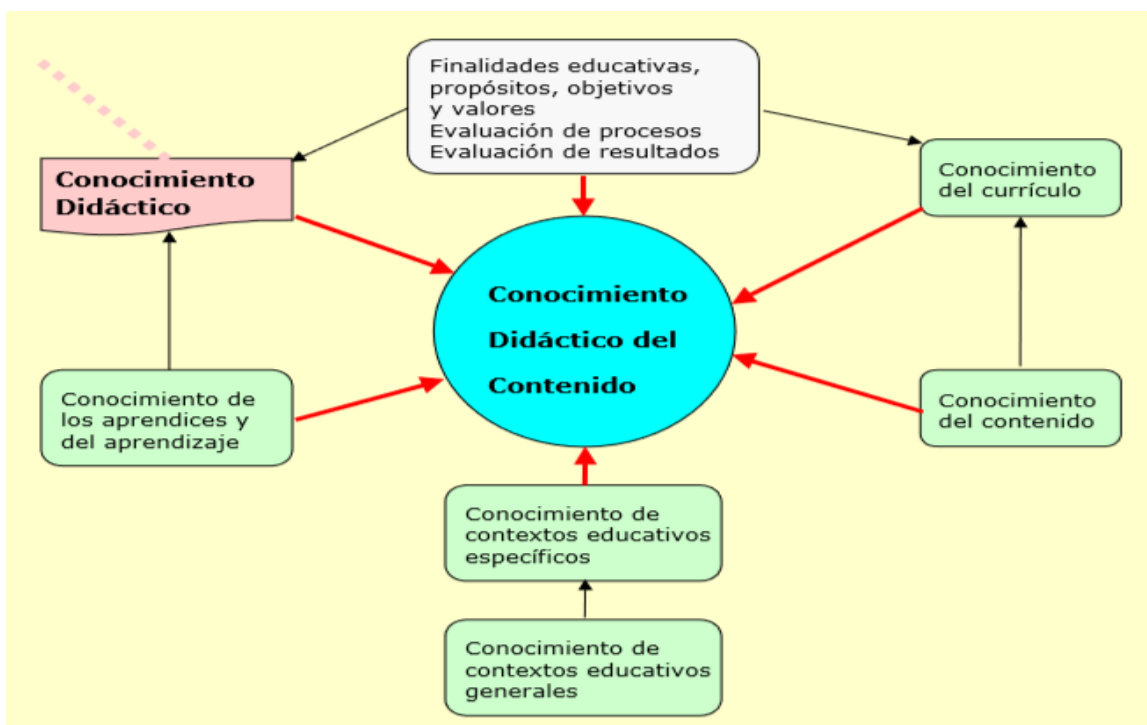 Finalidades educativas,
propósitos, objetivos
y valores
Evaluación de procesos
Evaluación de resultados
Conocimiento
Didáctico
Conocimiento
del currículo
Conocimiento
Didáctico del
Contenido
Conocimiento de
los aprendices y
del aprendizaje
Conocimiento
del contenido
Conocimiento de
contextos educativos
específicos
Conocimiento de
contextos educativos
generales